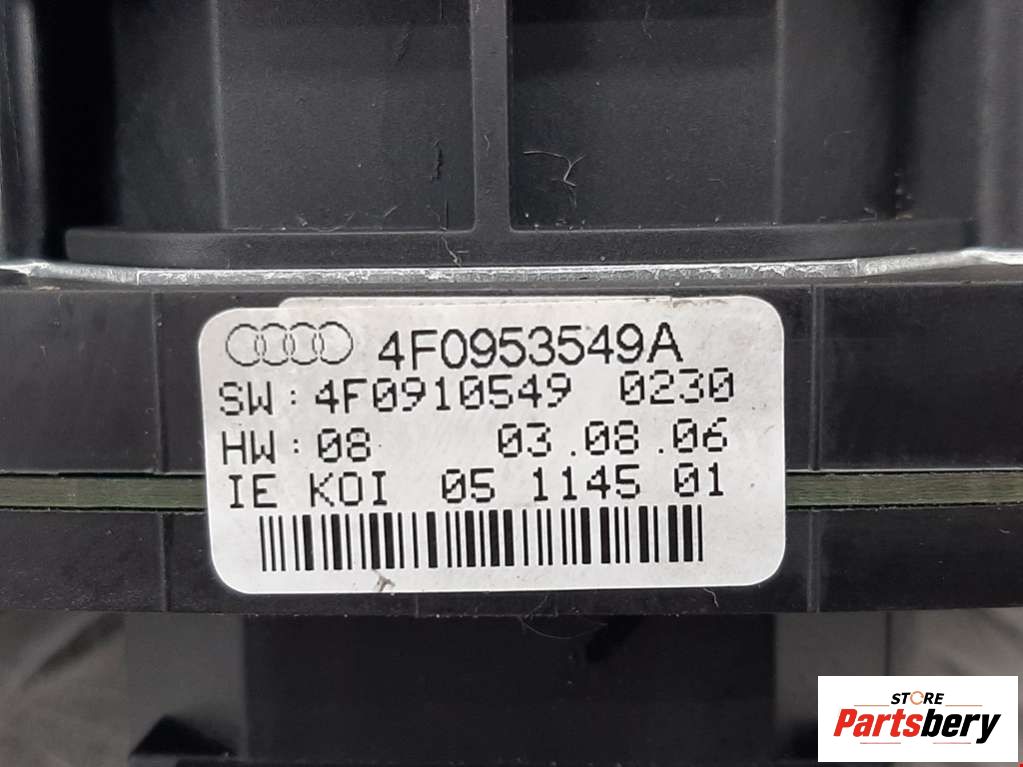 4F0953549A
SW: 4F0910549 0230
HW: 08 03.08.06
IE KOI 05 1145 01
STORE
Partsbery